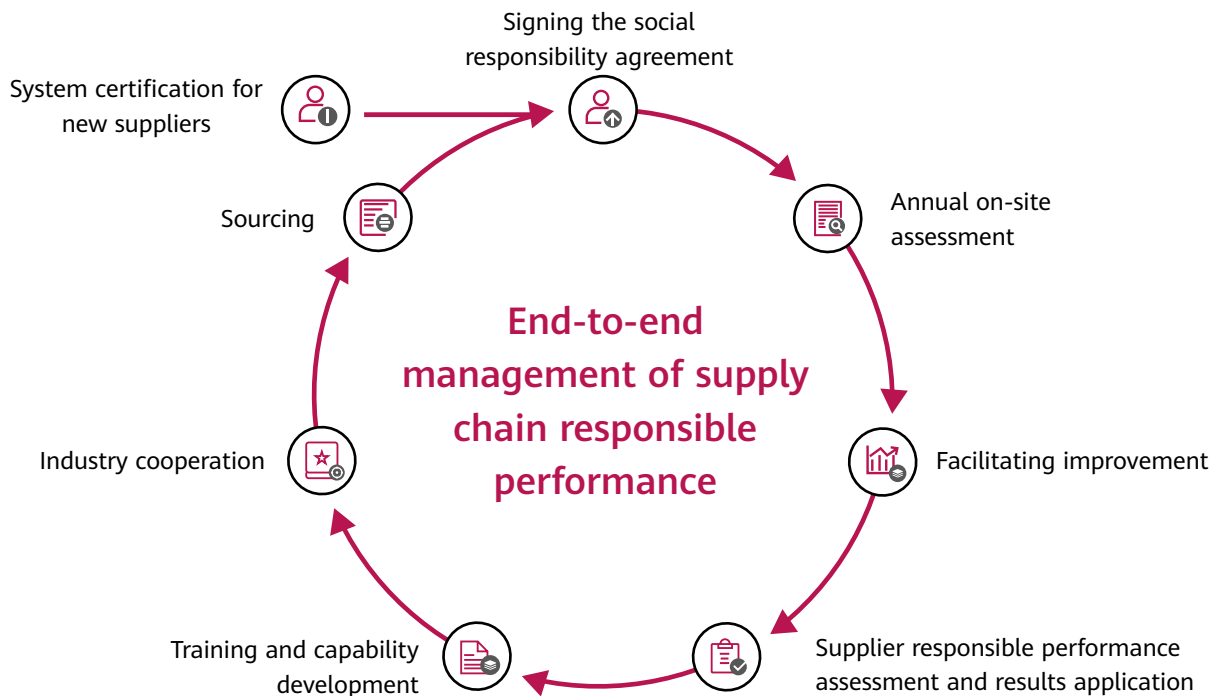 Signing the social
responsibility agreement
System certification for
new suppliers
Sourcing
Annual on-site
assessment
End-to-end
management of supply
chain responsible
performance
Industry cooperation
Facilitating improvement
Training and capability
development
Supplier responsible performance
assessment and results application